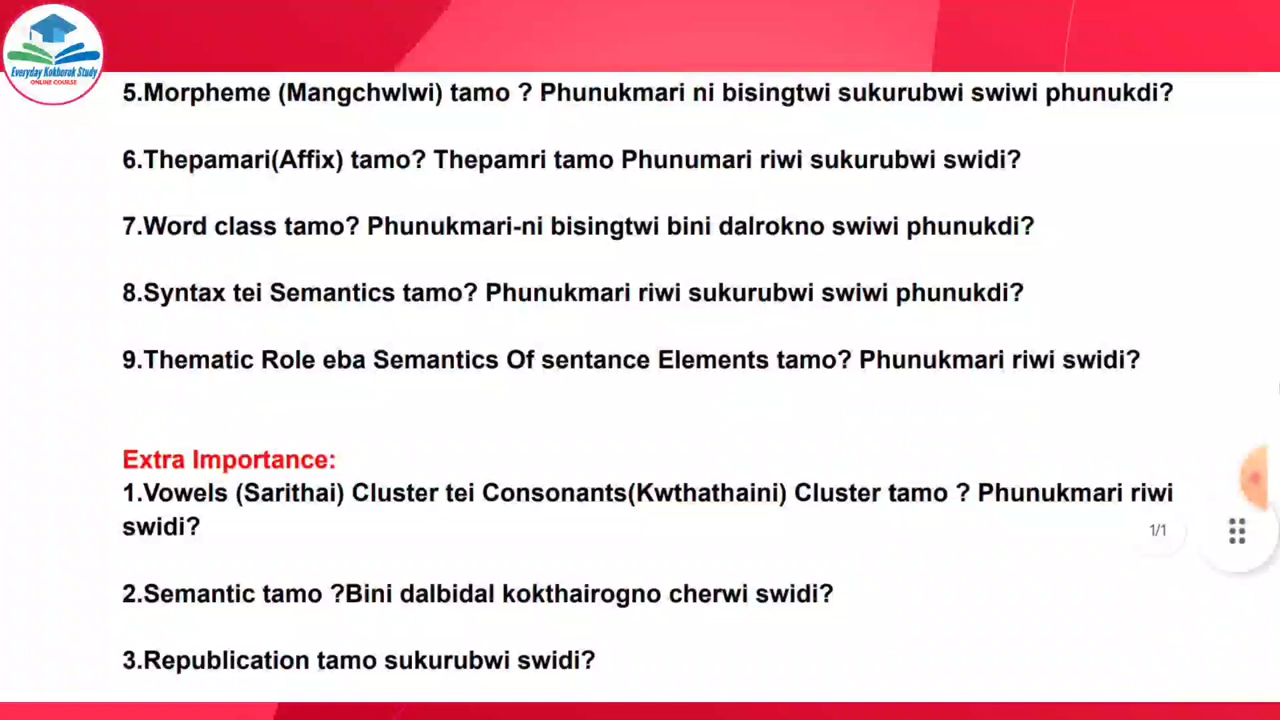 Everyday Kokborok Study
ONLINE COURSE
5.Morpheme (Mangchwlwi) tamo ? Phunukmari ni bisingtwi sukurubwi swiwi phunukdi?
6.Thepamari(Affix) tamo? Thepamri tamo Phunumari riwi sukurubwi swidi?
7.Word class tamo? Phunukmari-ni bisingtwi bini dalrokno swiwi phunukdi?
8.Syntax tei Semantics tamo? Phunukmari riwi sukurubwi swiwi phunukdi?
9.Thematic Role eba Semantics Of sentance Elements tamo? Phunukmari riwi swidi?
Extra Importance:
1.Vowels (Sarithai) Cluster tei Consonants(Kwthathaini) Cluster tamo ? Phunukmari riwi
swidi?
1/1
2.Semantic tamo ?Bini dalbidal kokthairogno cherwi swidi?
3.Republication tamo sukurubwi swidi?